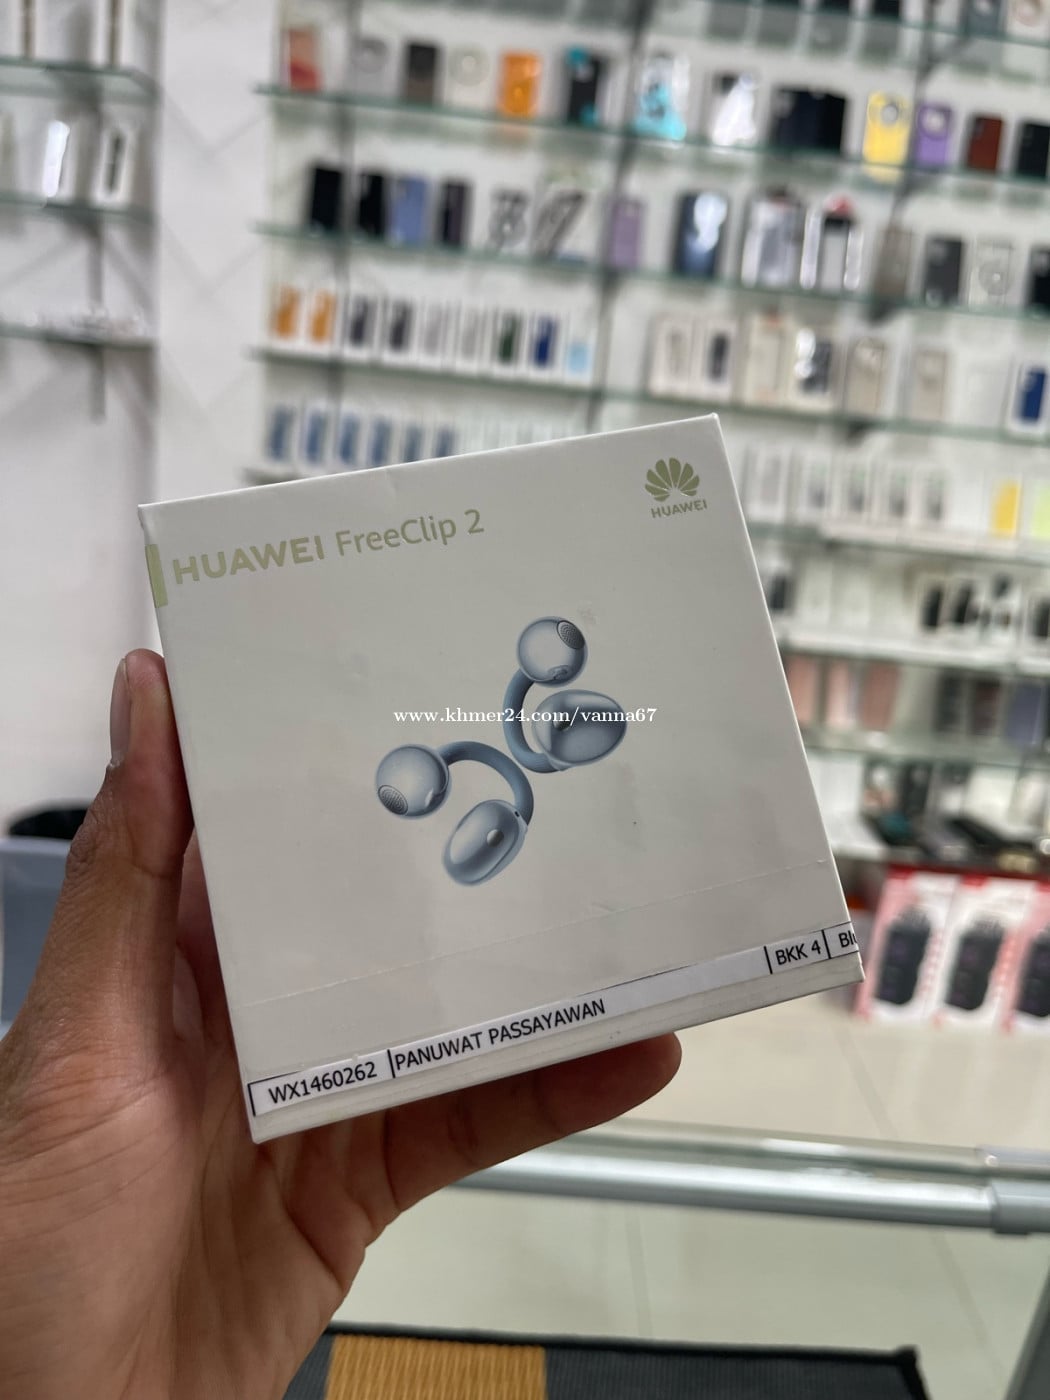 HUAWEI FreeClip 2
HUAWEI
www.khmer24.com/vanna67
WX1460262 PANUWAT PASSAYAWAN BKK 4